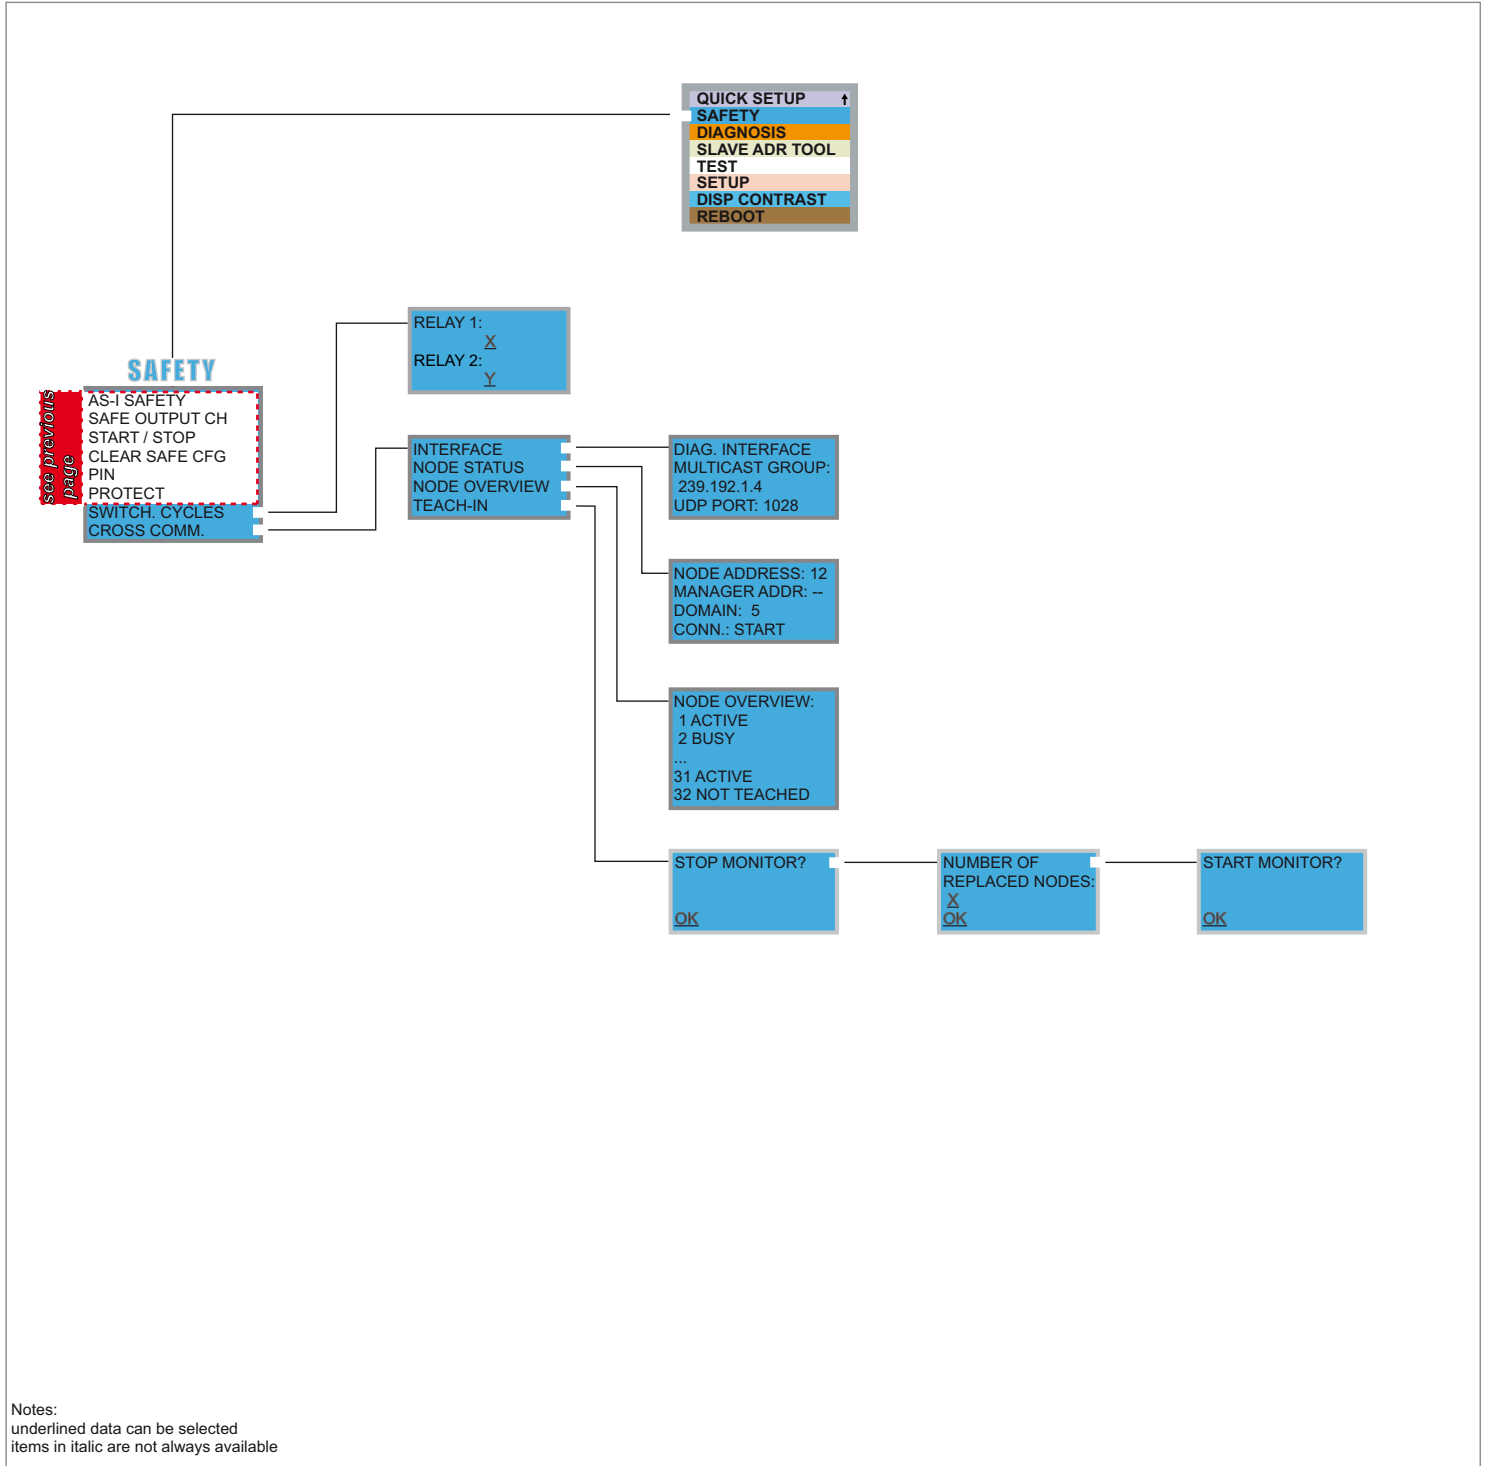 QUICK SETUP
SAFETY
DIAGNOSIS
SLAVE ADR TOOL
TEST
SETUP
DISP CONTRAST
REBOOT
SAFETY
see previous
page
AS-I SAFETY
SAFE OUTPUT CH
START / STOP
CLEAR SAFE CFG
PIN
PROTECT
SWITCH. CYCLES
CROSS COMM.
RELAY 1:
X
RELAY 2:
Y
INTERFACE
NODE STATUS
NODE OVERVIEW
TEACH-IN
DIAG. INTERFACE
MULTICAST GROUP:
239.192.1.4
UDP PORT: 1028
NODE ADDRESS: 12
MANAGER ADDR: --
DOMAIN: 5
CONN.: START
NODE OVERVIEW:
1 ACTIVE
2 BUSY
...
31 ACTIVE
32 NOT TEACHED
STOP MONITOR?
OK
NUMBER OF
REPLACED NODES:
X
OK
START MONITOR?
OK
Notes:
underlined data can be selected
items in italic are not always available